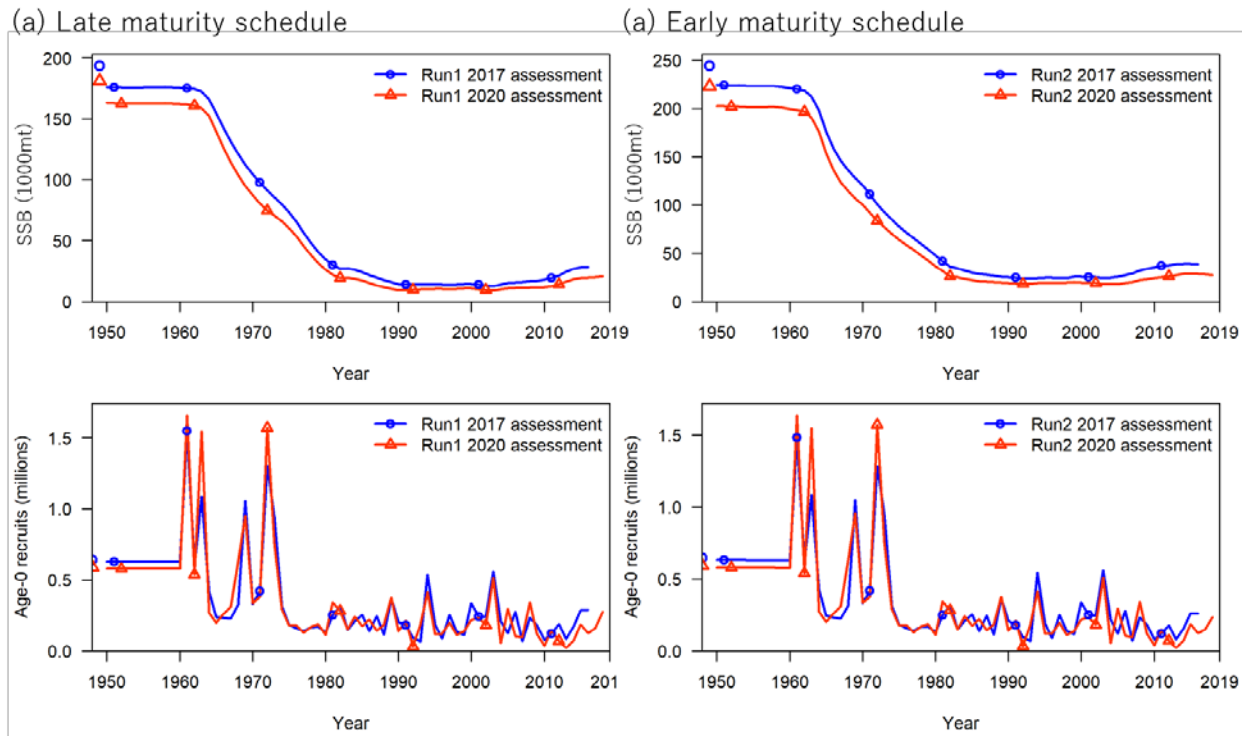 (a) Late maturity schedule
200
150
100
50
0
SSB (1000mt)
Run1 2017 assessment
Run1 2020 assessment
1950 1960 1970 1980 1990 2000 2010 2019
Year
(a) Early maturity schedule
250
200
150
100
50
0
SSB (1000mt)
Run2 2017 assessment
Run2 2020 assessment
1950 1960 1970 1980 1990 2000 2010 2019
Year
1.5
1.0
0.5
0.0
Age-0 recruits (millions)
Run1 2017 assessment
Run1 2020 assessment
1950 1960 1970 1980 1990 2000 2010 201
Year
1.5
1.0
0.5
0.0
Age-0 recruits (millions)
Run2 2017 assessment
Run2 2020 assessment
1950 1960 1970 1980 1990 2000 2010 2019
Year